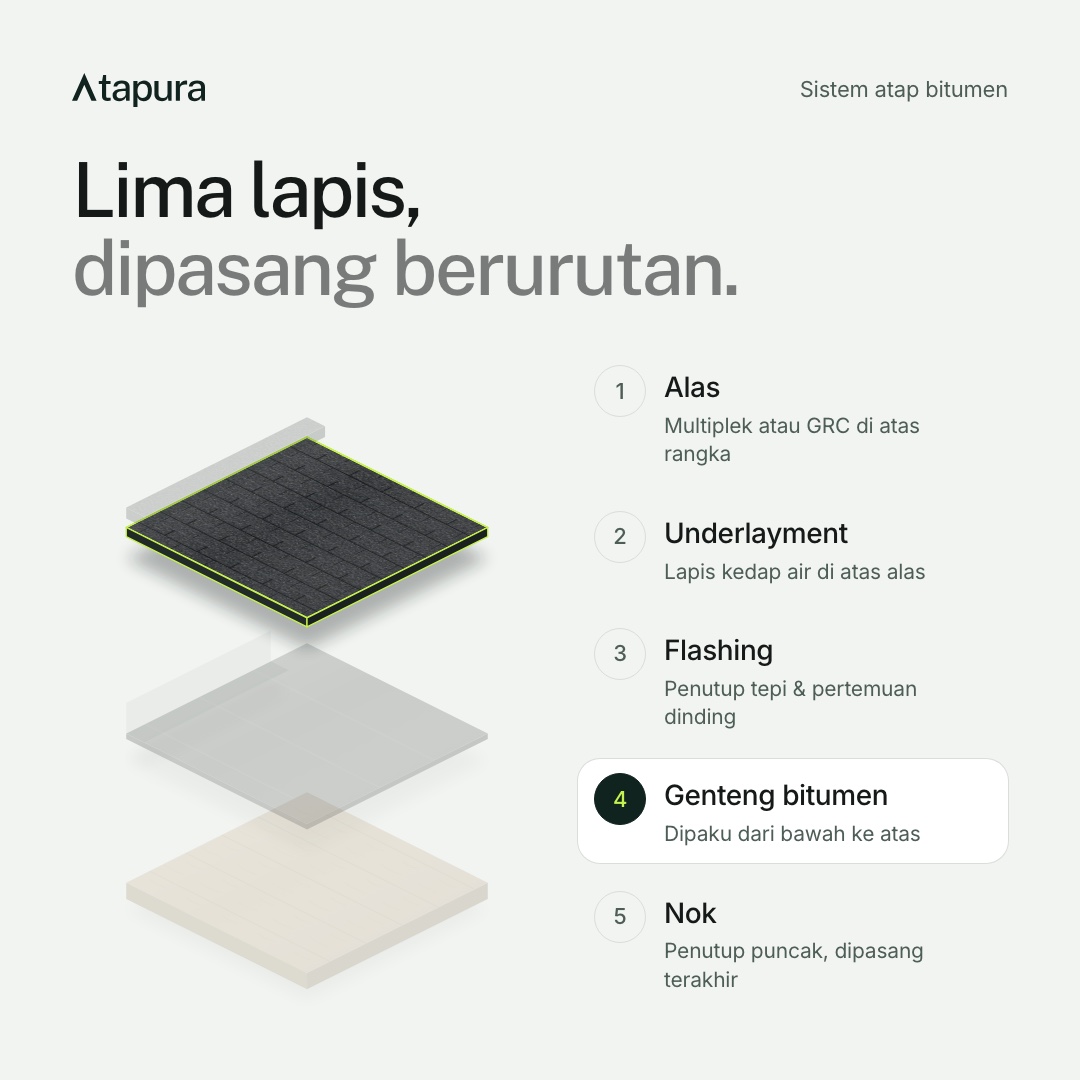 Atapura
Sistem atap bitumen
Lima lapis,
dipasang berurutan.
1
Alas
Multiplek atau GRC di atas
rangka
2
Underlayment
Lapis kedap air di atas alas
3
Flashing
Penutup tepi & pertemuan
dinding
4
Genteng bitumen
Dipaku dari bawah ke atas
5
Nok
Penutup puncak, dipasang
terakhir